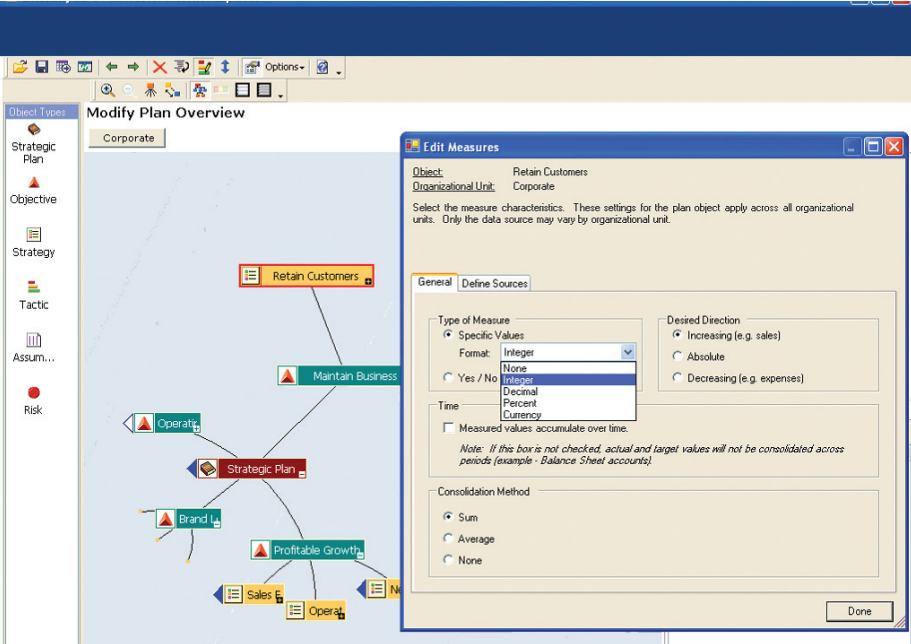 Options
Object Types
Modify Plan Overview
Corporate
Strategic
Plan
Objective
Strategy
Tactic
Assum...
Risk
Retain Customers
Maintain Business
Strategic Plan
Brand
Profitable Growth
Sales
Edit Measures
Object: Retain Customers
Organizational Unit: Corporate
Select the measure characteristics. These settings for the plan object apply across all organizational
units. Only the data source may vary by organizational unit.
General Define Sources
Type of Measure
Specific Values
Format: Integer
None
Integer
Decimal
Percent
Currency
Yes / No
Desired Direction
Increasing (e.g. sales)
Absolute
Decreasing (e.g. expenses)
Time
Measured values accumulate over time.
Note: If this box is not checked, actual and target values will not be consolidated across
periods (example - Balance Sheet accounts).
Consolidation Method
Sum
Average
None
Done